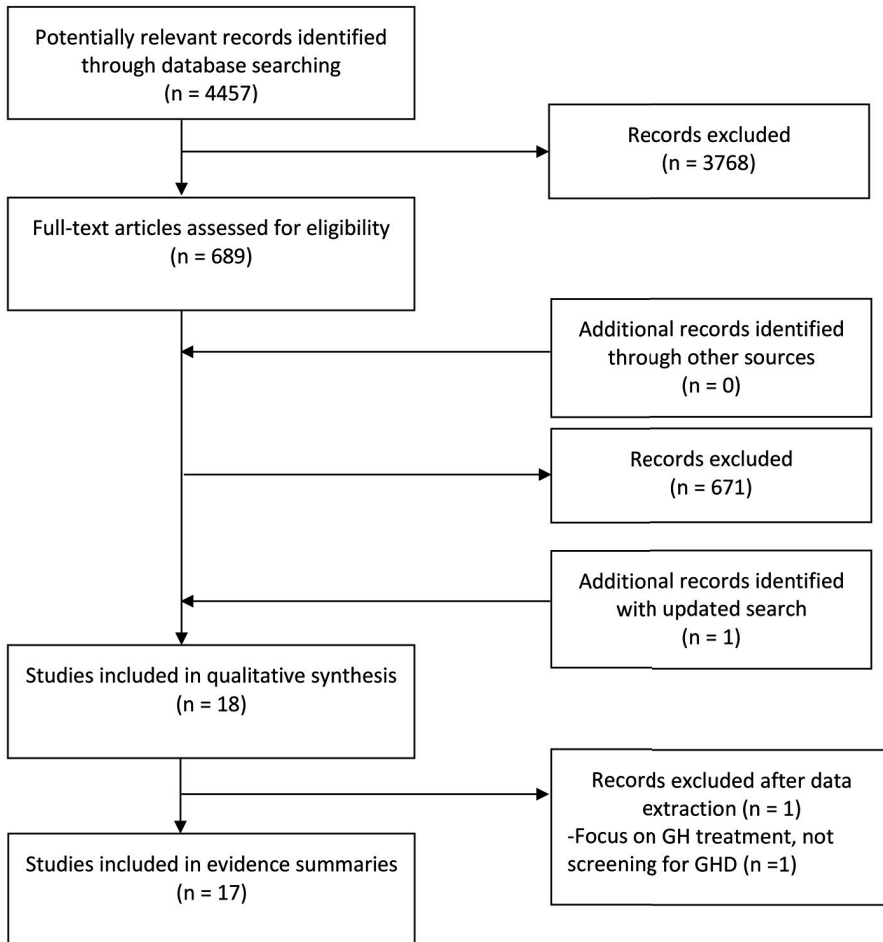 Potentially relevant records identified
through database searching
(n = 4457)
Records excluded
(n = 3768)
Full-text articles assessed for eligibility
(n = 689)
Additional records identified
through other sources
(n = 0)
Records excluded
(n = 671)
Additional records identified
with updated search
(n = 1)
Studies included in qualitative synthesis
(n = 18)
Records excluded after data
extraction (n = 1)
-Focus on GH treatment, not
screening for GHD (n =1)
Studies included in evidence summaries
(n = 17)